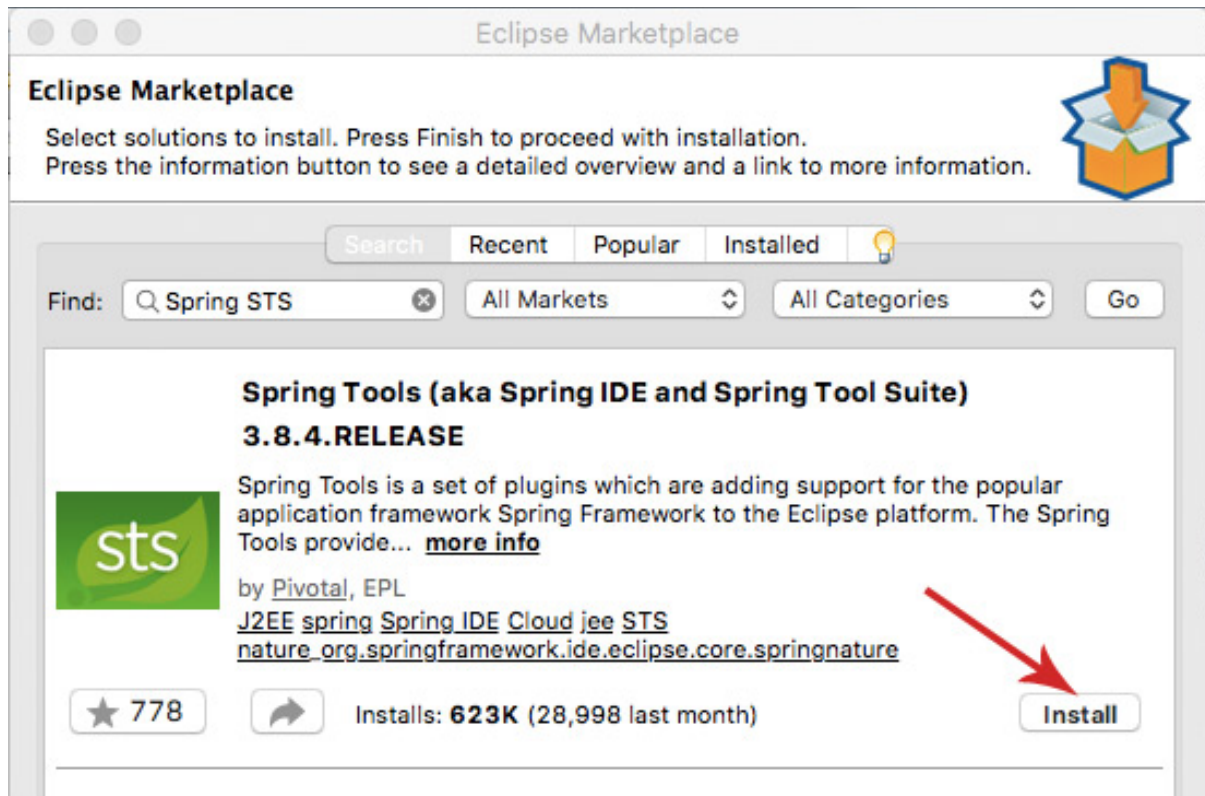 Eclipse Marketplace
Eclipse Marketplace
Select solutions to install. Press Finish to proceed with installation.
Press the information button to see a detailed overview and a link to more information.
Search Recent Popular Installed
Find: Spring STS All Markets All Categories Go
Spring Tools (aka Spring IDE and Spring Tool Suite)
3.8.4.RELEASE
Spring Tools is a set of plugins which are adding support for the popular
application framework Spring Framework to the Eclipse platform. The Spring
Tools provide... more info
sts
by Pivotal, EPL
J2EE spring Spring IDE Cloud jee STS
nature_org.springframework.ide.eclipse.core.springnature
778 Installs: 623K (28,998 last month) Install